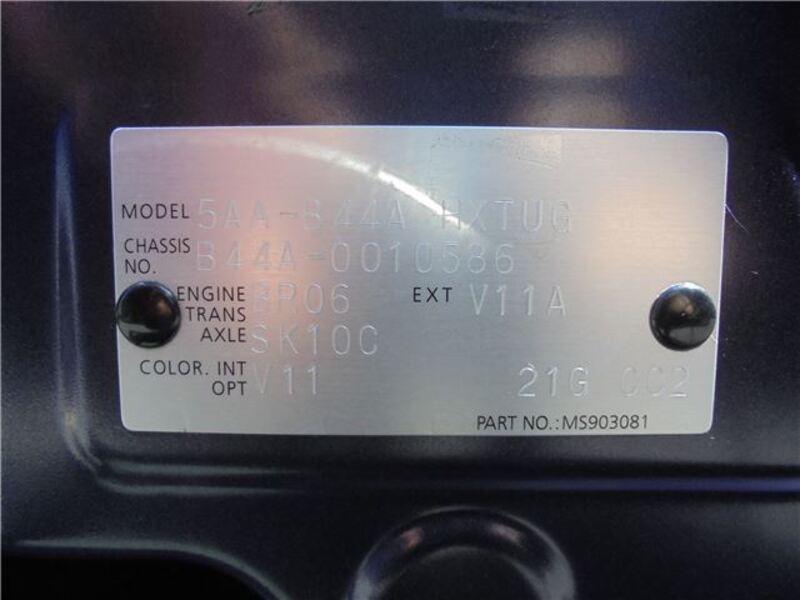 MODEL 5AA-B44A HXTUG
CHASSIS NO. B44A-0010586
ENGINE BR06 EXT V11A
TRANS AXLE SK10C
COLOR. INT OPT V11 21G CC2
PART NO.:MS903081